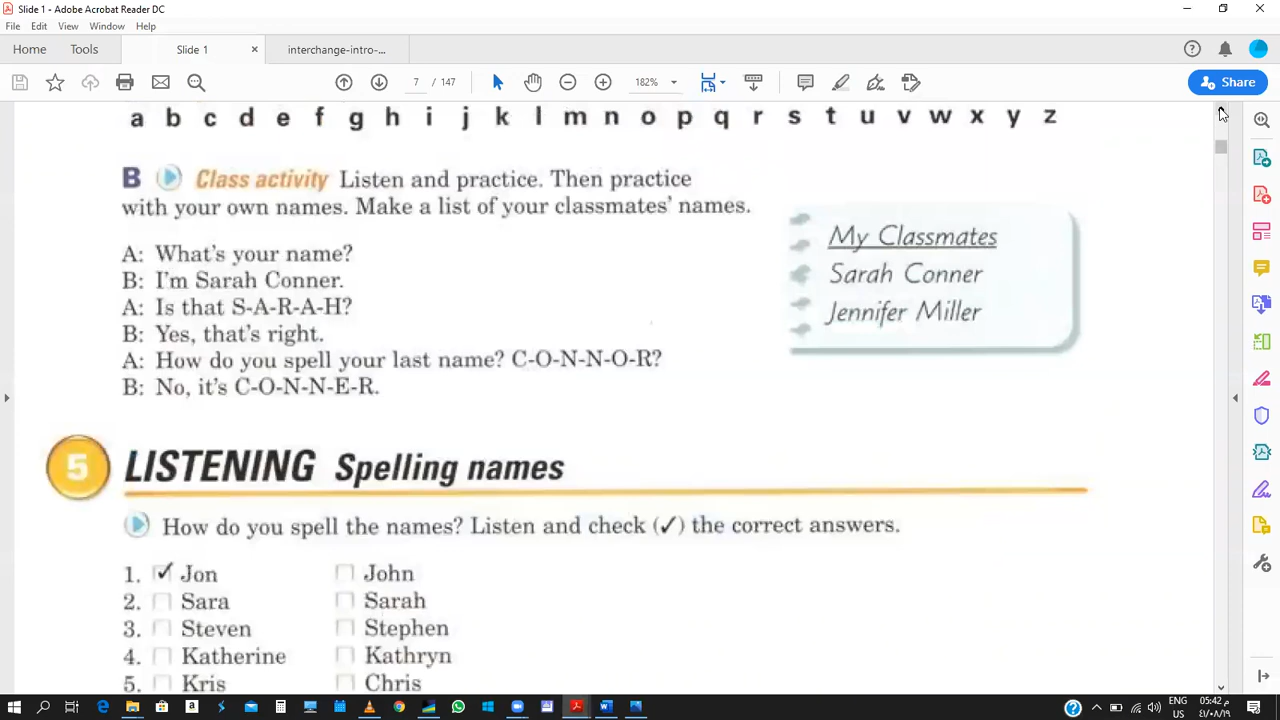 Slide 1 - Adobe Acrobat Reader DC
File Edit View Window Help
Home Tools Slide 1 × interchange-intro-...
7 / 147 182% Share
a b c d e f g h i j k l m n o p q r s t u v w x y z
B Class activity Listen and practice. Then practice
with your own names. Make a list of your classmates' names.
A: What's your name?
B: I'm Sarah Conner.
A: Is that S-A-R-A-H?
B: Yes, that's right.
A: How do you spell your last name? C-O-N-N-O-R?
B: No, it's C-O-N-N-E-R.
My Classmates
Sarah Conner
Jennifer Miller
5 LISTENING Spelling names
How do you spell the names? Listen and check (✓) the correct answers.
1. ✓ Jon John
2. Sara Sarah
3. Steven Stephen
4. Katherine Kathryn
5. Kris Chris
ENG 05:42 م
US